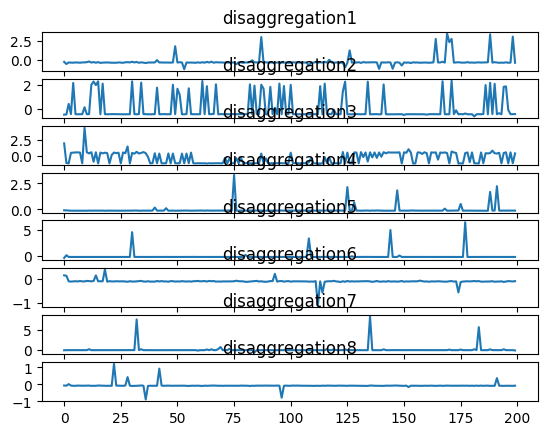 disaggregation1
2.5
0.0
disaggregation2
2
0
disaggregation3
2.5
0.0
disaggregation4
2.5
0.0
disaggregation5
5
0
disaggregation6
0
−1
disaggregation7
5
0
disaggregation8
1
0
−1
0 25 50 75 100 125 150 175 200